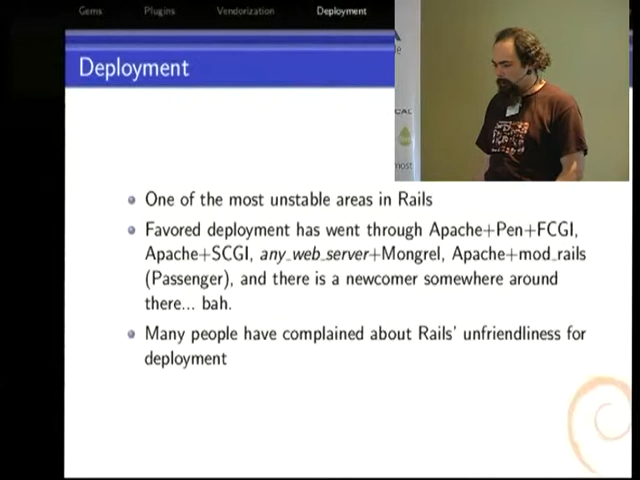 Gems Plugins Vendorization Deployment
Deployment
CAL
most
One of the most unstable areas in Rails
Favored deployment has went through Apache+Pen+FCGI,
Apache+SCGI, any_web_server+Mongrel, Apache+mod_rails
(Passenger), and there is a newcomer somewhere around
there... bah.
Many people have complained about Rails' unfriendliness for
deployment